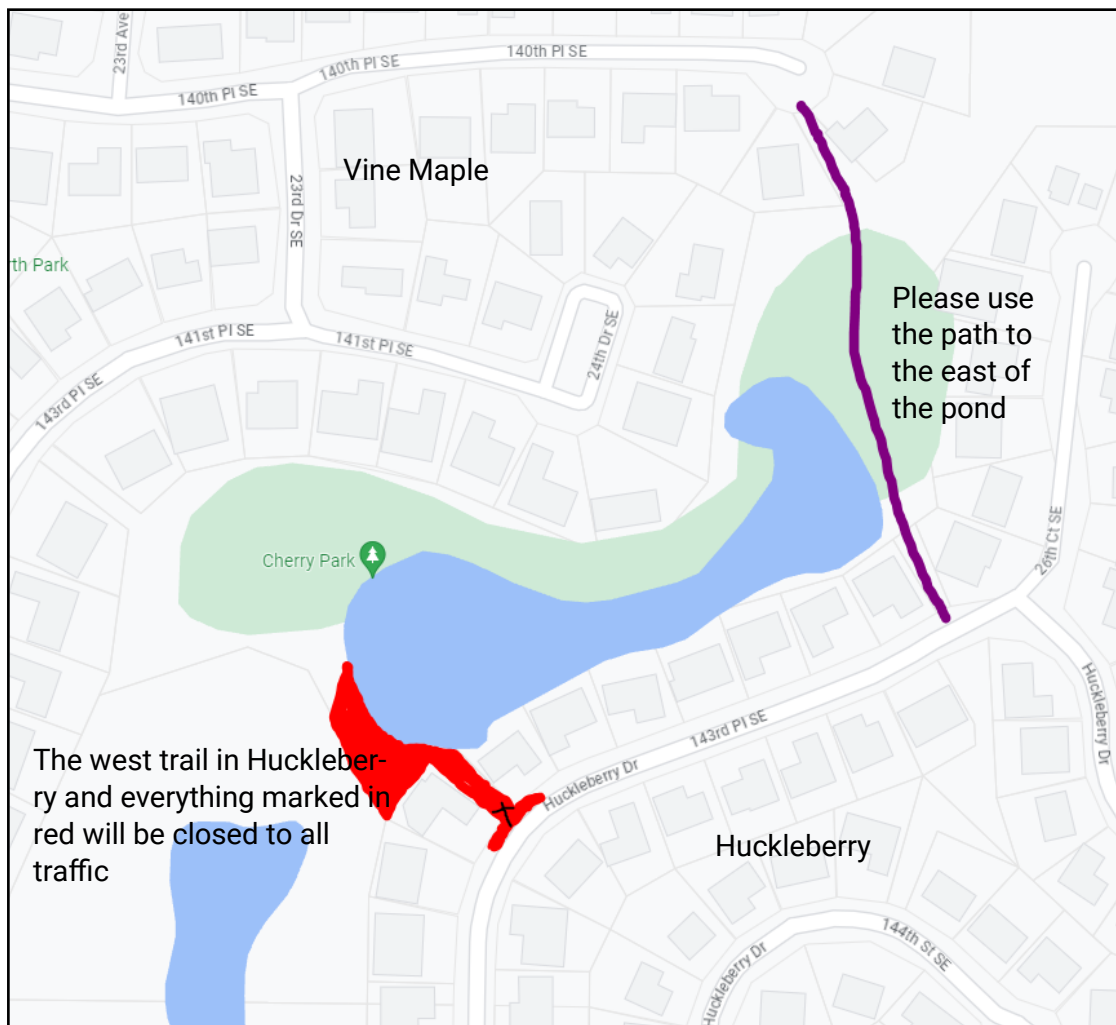 23rd Ave
140th Pl SE
140th Pl SE
140th Pl SE
Vine Maple
23rd Dr SE
rth Park
Please use
the path to
the east of
the pond
141st Pl SE
141st Pl SE
24th Dr SE
143rd Pl SE
Cherry Park
26th Ct SE
Huckleberry Dr
143rd Pl SE
Huckleberry Dr
The west trail in Huckleber-
ry and everything marked in
red will be closed to all
traffic
Huckleberry
144th St SE
Huckleberry Dr